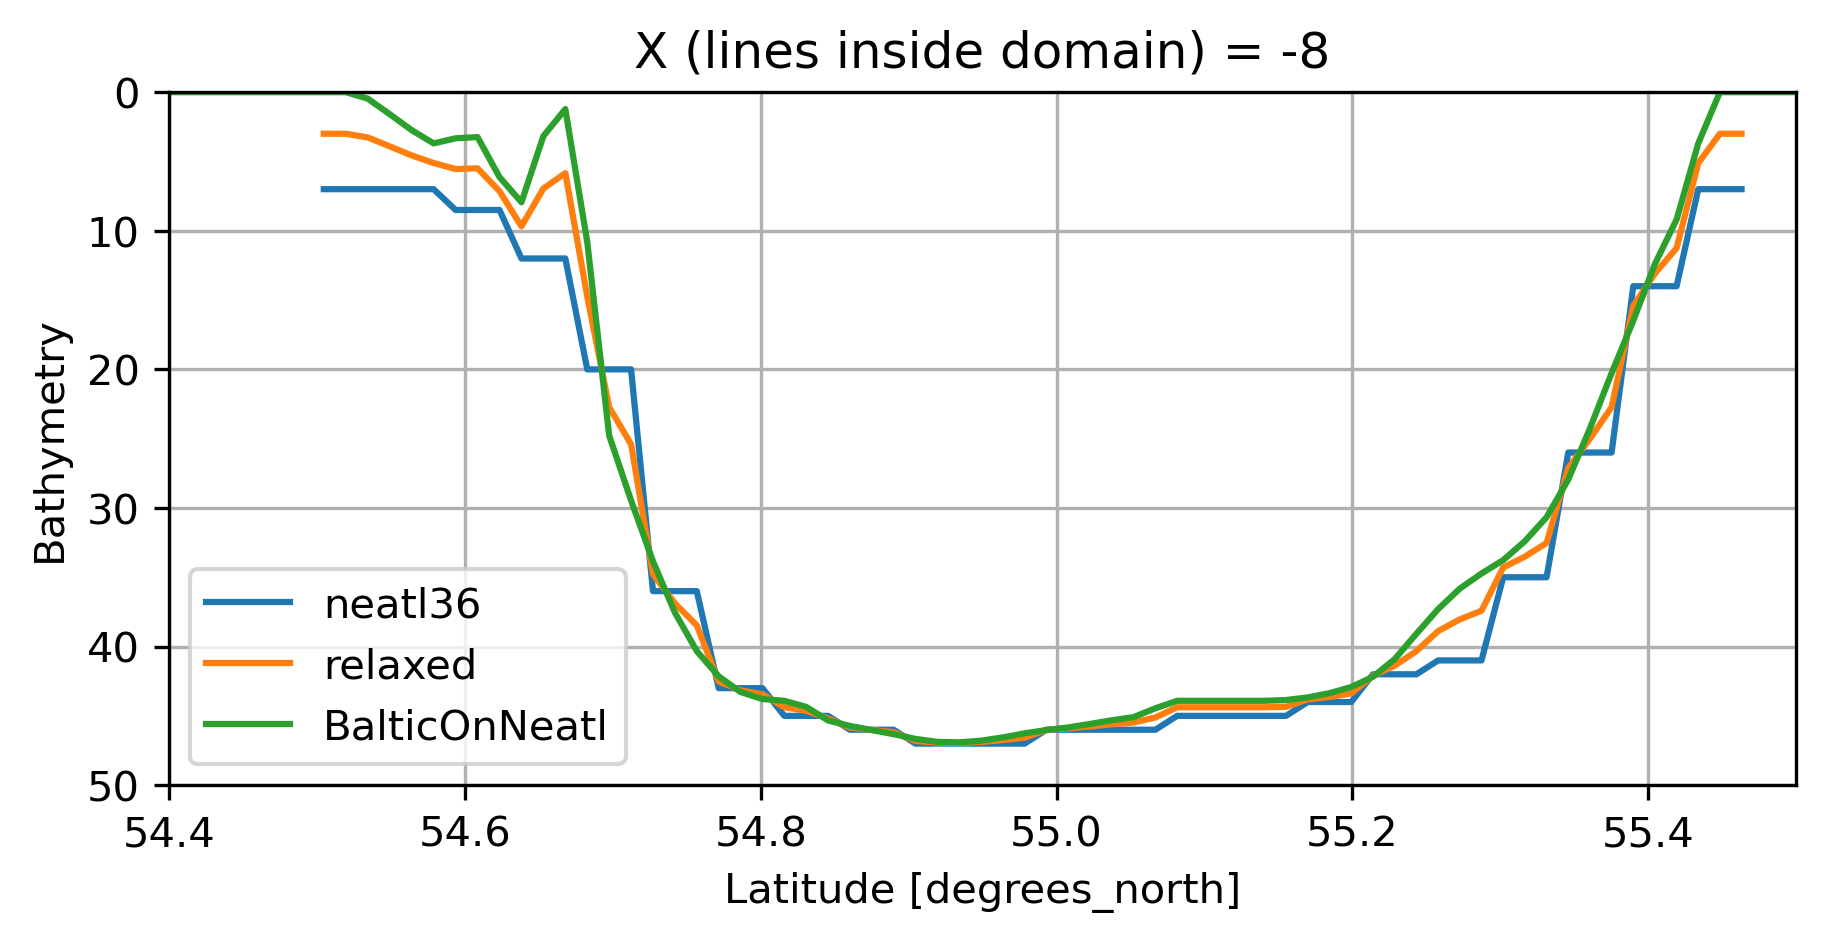 X (lines inside domain) = -8
0
10
20
30
40
50
Bathymetry
neatl36
relaxed
BalticOnNeatl
54.4 54.6 54.8 55.0 55.2 55.4
Latitude [degrees_north]